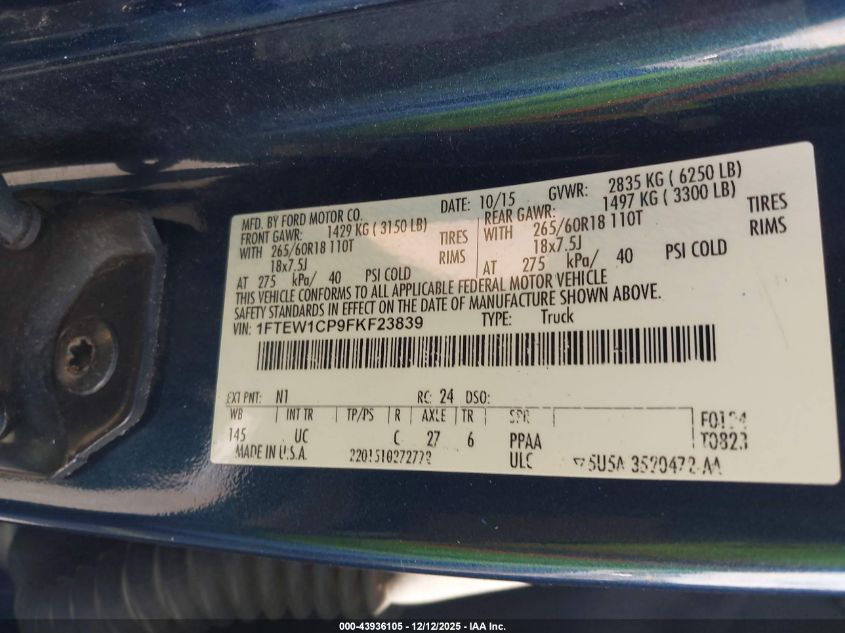 MFD. BY FORD MOTOR CO. DATE: 10/15 GVWR: 2835 KG ( 6250 LB)
FRONT GAWR: 1429 KG ( 3150 LB) REAR GAWR: 1497 KG ( 3300 LB)
WITH 265/60R18 110T TIRES WITH 265/60R18 110T TIRES
18x7.5J RIMS 18x7.5J RIMS
AT 275 kPa/ 40 PSI COLD AT 275 kPa/ 40 PSI COLD
THIS VEHICLE CONFORMS TO ALL APPLICABLE FEDERAL MOTOR VEHICLE
SAFETY STANDARDS IN EFFECT ON THE DATE OF MANUFACTURE SHOWN ABOVE.
VIN: 1FTEW1CP9FKF23839 TYPE: Truck
EXT PNT: N1 RC: 24 DSO:
WB INT TR TP/PS R AXLE TR SPR
145 UC C 27 6 PPAA
MADE IN U.S.A. ULC
000-43936105 - 12/12/2025 - IAA Inc.